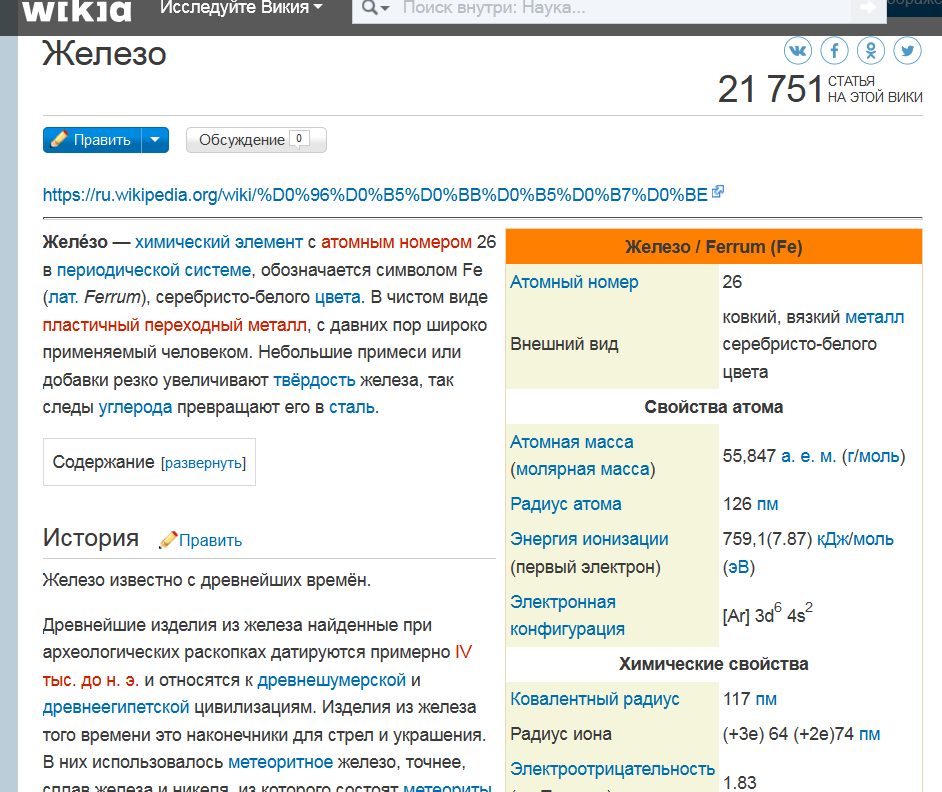 wikia Исследуйте Викия Поиск внутри: Наука...
Железо
21 751 СТАТЬЯ НА ЭТОЙ ВИКИ
Править Обсуждение 0
https://ru.wikipedia.org/wiki/%D0%96%D0%B5%D0%BB%D0%B5%D0%B7%D0%BE
Желе́зо — химический элемент с атомным номером 26
в периодической системе, обозначается символом Fe
(лат. Ferrum), серебристо-белого цвета. В чистом виде
пластичный переходный металл, с давних пор широко
применяемый человеком. Небольшие примеси или
добавки резко увеличивают твёрдость железа, так
следы углерода превращают его в сталь.
Содержание [развернуть]
История Править
Железо известно с древнейших времён.
Древнейшие изделия из железа найденные при
археологических раскопках датируются примерно IV
тыс. до н. э. и относятся к древнешумерской и
древнеегипетской цивилизациям. Изделия из железа
того времени это наконечники для стрел и украшения.
В них использовалось метеоритное железо, точнее,
сплав железа и никеля, из которого состоят метеориты
Железо / Ferrum (Fe)
Атомный номер 26
Внешний вид ковкий, вязкий металл
серебристо-белого
цвета
Свойства атома
Атомная масса
(молярная масса) 55,847 а. е. м. (г/моль)
Радиус атома 126 пм
Энергия ионизации
(первый электрон) 759,1(7.87) кДж/моль
(эВ)
Электронная
конфигурация [Ar] 3d6 4s2
Химические свойства
Ковалентный радиус 117 пм
Радиус иона (+3e) 64 (+2e)74 пм
Электроотрицательность 1.83